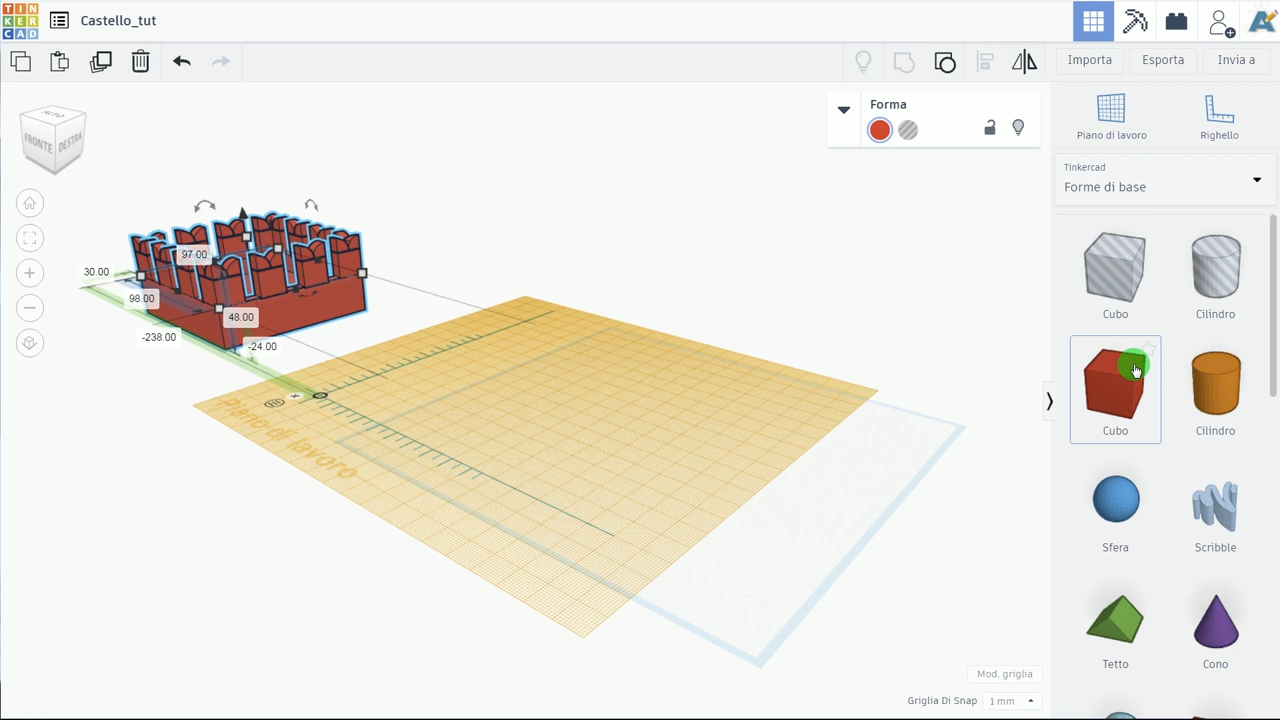 TIN
KER
CAD
Castello_tut
Importa
Esporta
Invia a
ALTO
FRONTE
DESTRA
Forma
Piano di lavoro
Righello
Tinkercad
Forme di base
97.00
30.00
98.00
48.00
-238.00
-24.00
Piano di lavoro
Cubo
Cilindro
Cubo
Cilindro
Sfera
Scribble
Tetto
Cono
Mod. griglia
Griglia Di Snap
1 mm